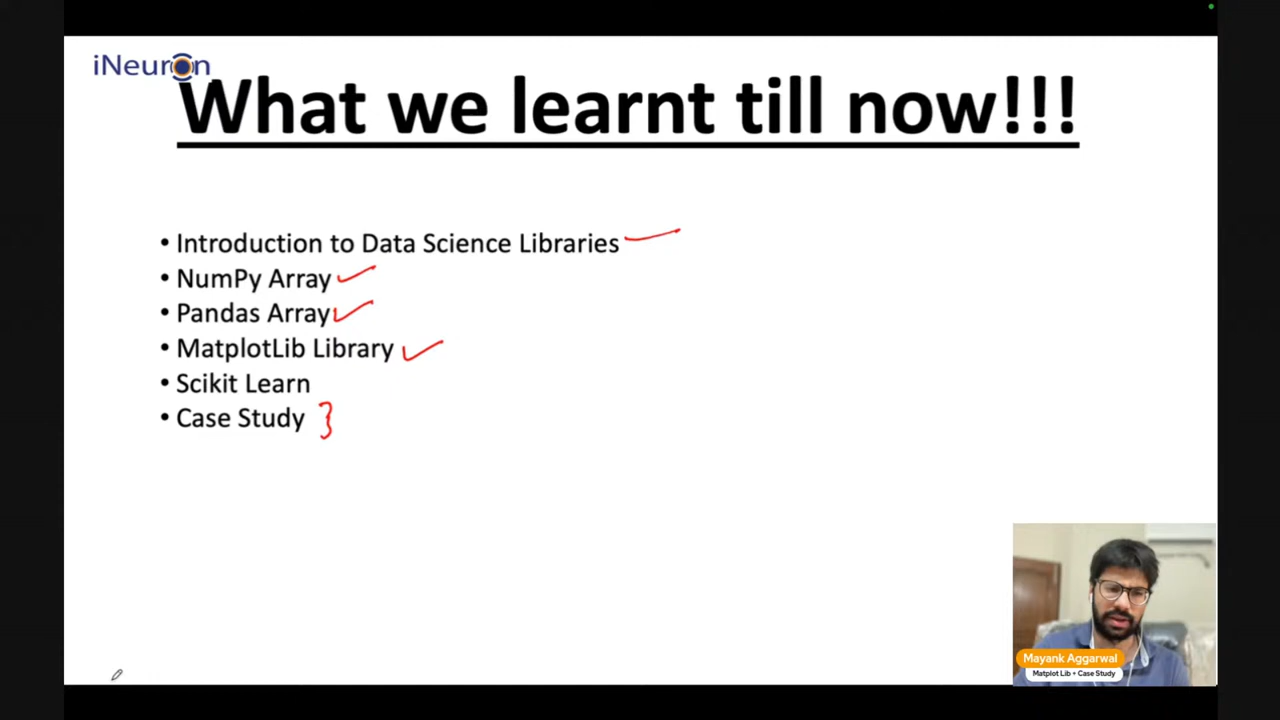 iNeuron
What we learnt till now!!!
• Introduction to Data Science Libraries
• NumPy Array
• Pandas Array
• MatplotLib Library
• Scikit Learn
• Case Study }
Mayank Aggarwal
Matplot Lib + Case Study